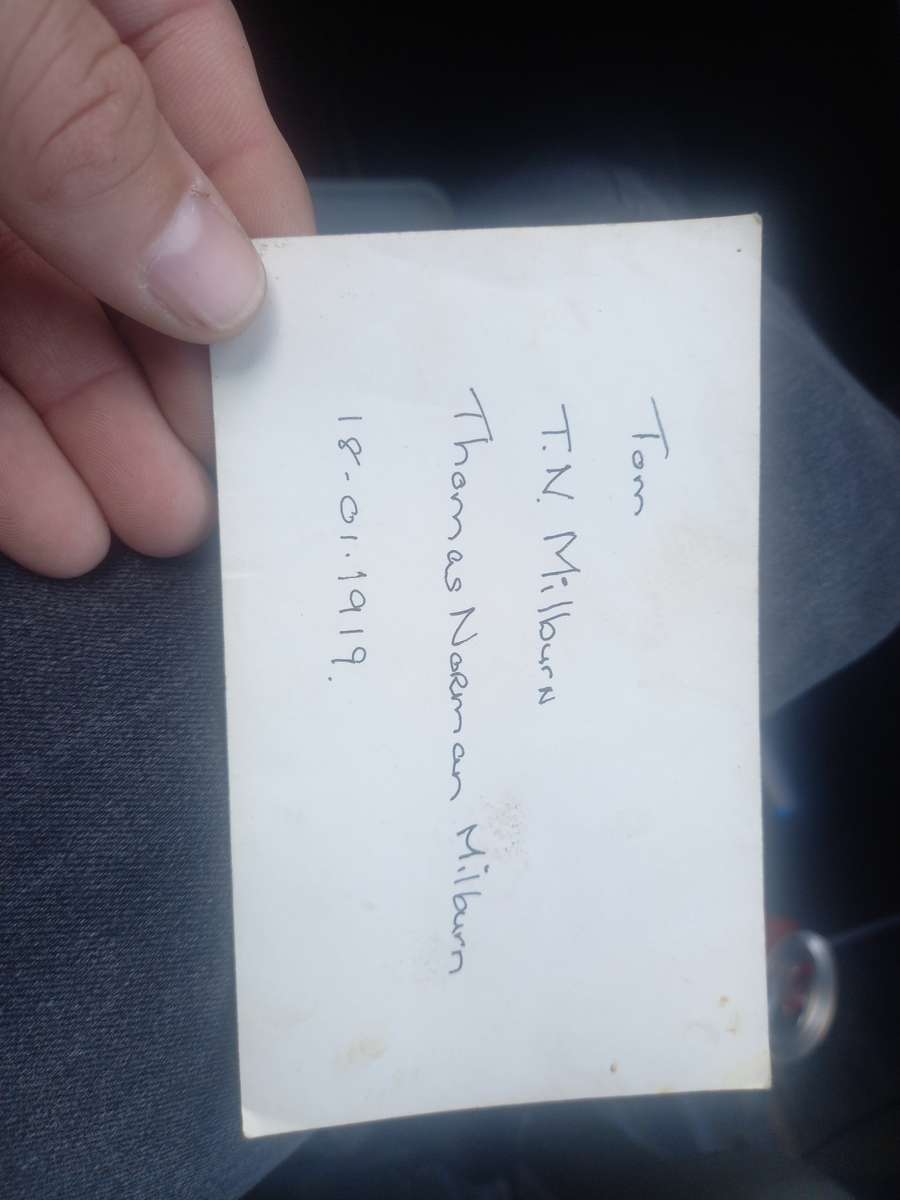 Tom
T.N. Milburn
Thomas Norman Milburn
18-01.1919.